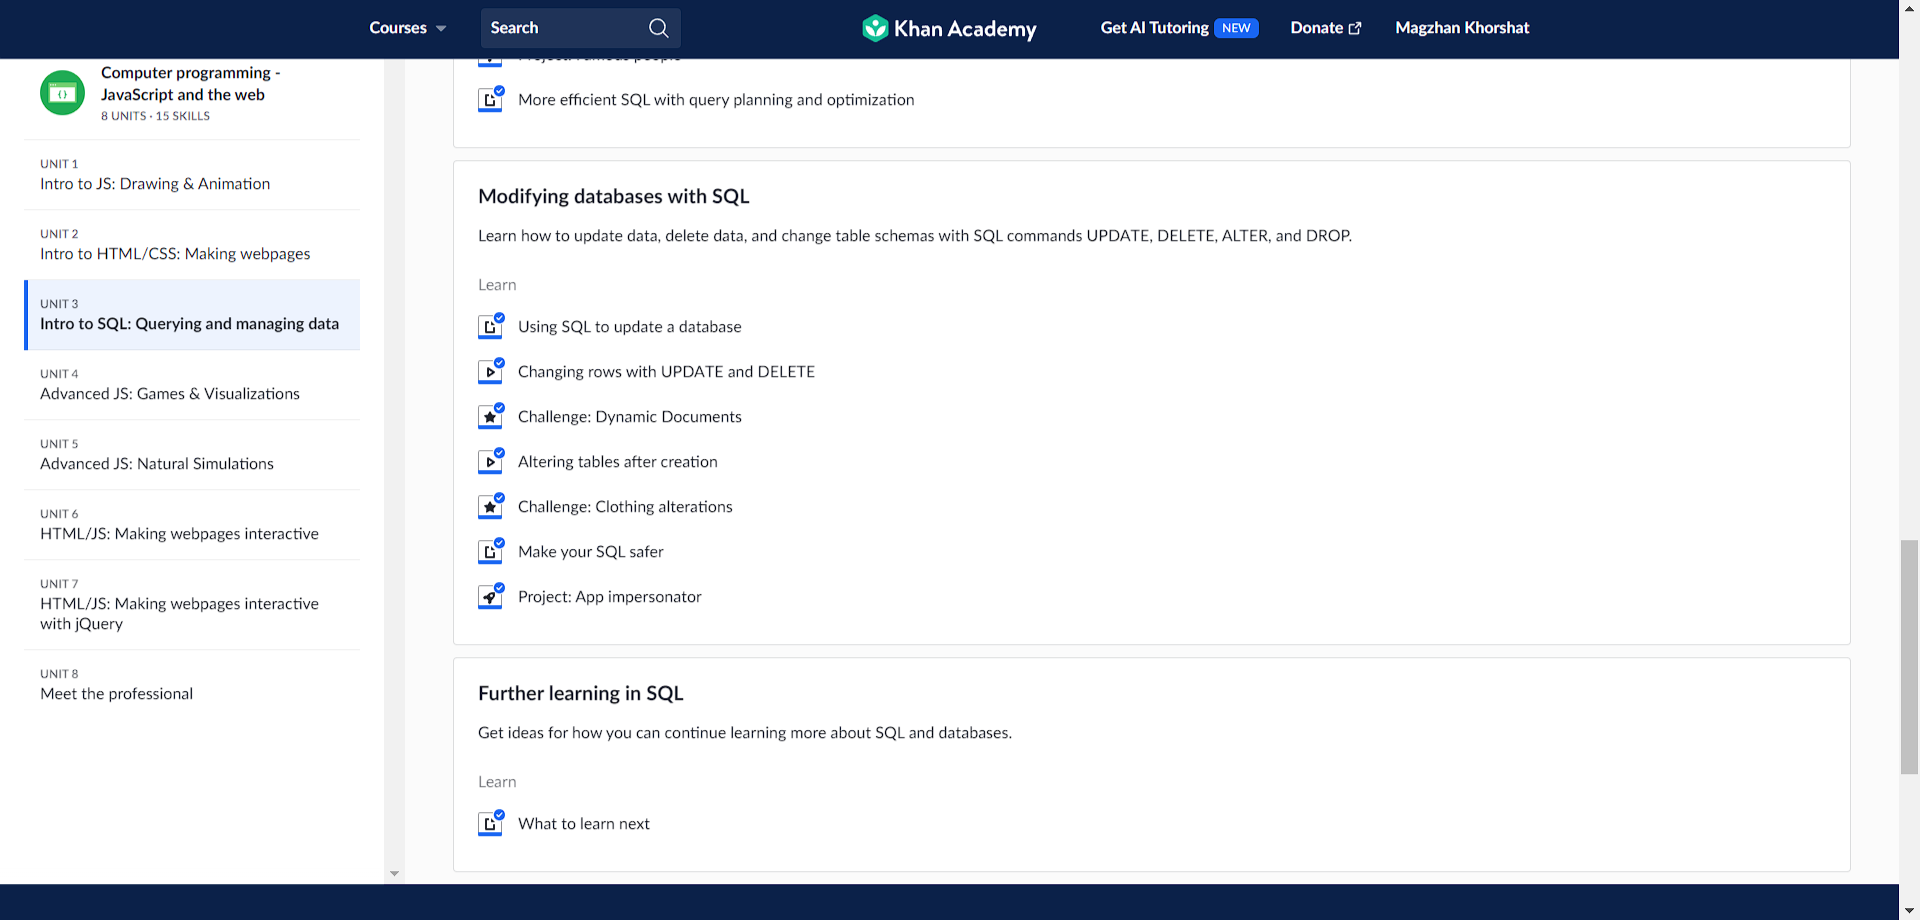 Courses
Search
Khan Academy
Get AI Tutoring NEW
Donate
Magzhan Khorshat
Computer programming -
JavaScript and the web
8 UNITS · 15 SKILLS
UNIT 1
Intro to JS: Drawing & Animation
UNIT 2
Intro to HTML/CSS: Making webpages
UNIT 3
Intro to SQL: Querying and managing data
UNIT 4
Advanced JS: Games & Visualizations
UNIT 5
Advanced JS: Natural Simulations
UNIT 6
HTML/JS: Making webpages interactive
UNIT 7
HTML/JS: Making webpages interactive
with jQuery
UNIT 8
Meet the professional
Project: Famous people
More efficient SQL with query planning and optimization
Modifying databases with SQL
Learn how to update data, delete data, and change table schemas with SQL commands UPDATE, DELETE, ALTER, and DROP.
Learn
Using SQL to update a database
Changing rows with UPDATE and DELETE
Challenge: Dynamic Documents
Altering tables after creation
Challenge: Clothing alterations
Make your SQL safer
Project: App impersonator
Further learning in SQL
Get ideas for how you can continue learning more about SQL and databases.
Learn
What to learn next